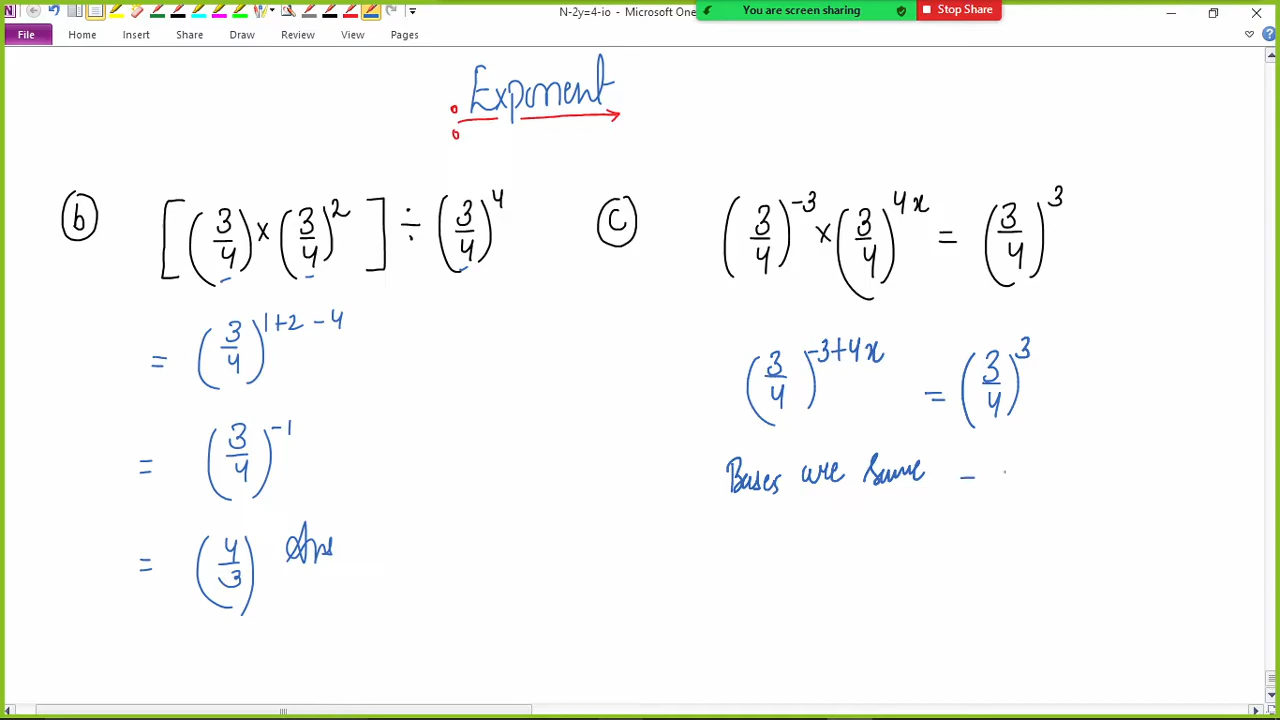 N-2y=4-io - Microsoft One
You are screen sharing
Stop Share
File Home Insert Share Draw Review View Pages
Exponent
(b) [(3/4)×(3/4)^2] ÷ (3/4)^4
= (3/4)^1+2-4
= (3/4)^-1
= (4/3) Ans
(c) (3/4)^-3 × (3/4)^4x = (3/4)^3
(3/4)^-3+4x = (3/4)^3
Bases are same -